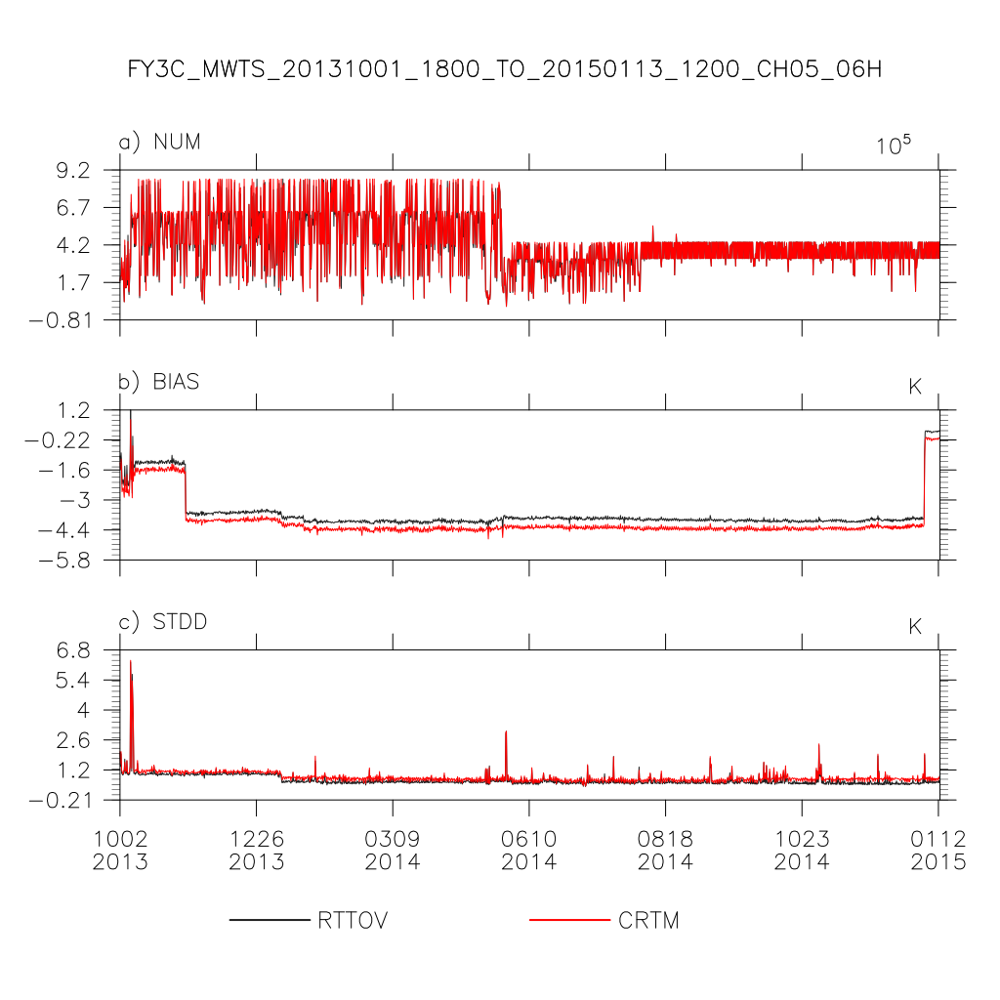 FY3C_MWTS_20131001_1800_TO_20150113_1200_CH05_06H
a) NUM
10^5
9.2
6.7
4.2
1.7
−0.81
b) BIAS
K
1.2
−0.22
−1.6
−3
−4.4
−5.8
c) STDD
K
6.8
5.4
4
2.6
1.2
−0.21
1002 1226 0309 0610 0818 1023 0112
2013 2013 2014 2014 2014 2014 2015
RTTOV CRTM